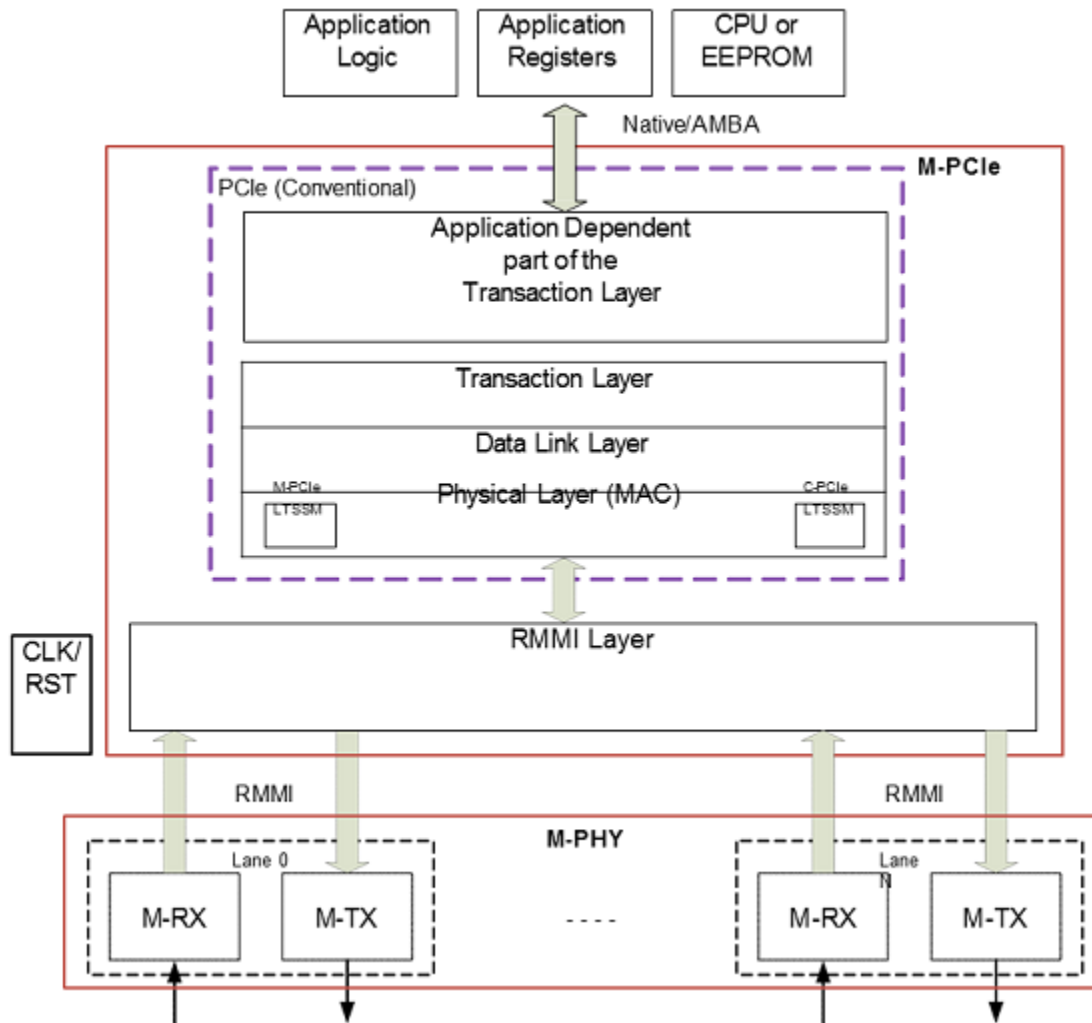 Application
Logic
Application
Registers
CPU or
EEPROM
Native/AMBA
M-PCIe
PCIe (Conventional)
Application Dependent
part of the
Transaction Layer
Transaction Layer
Data Link Layer
M-PCIe
LTSSM
Physical Layer (MAC)
C-PCIe
LTSSM
CLK/
RST
RMMI Layer
RMMI
RMMI
M-PHY
Lane 0
Lane
N
M-RX
M-TX
- - - -
M-RX
M-TX